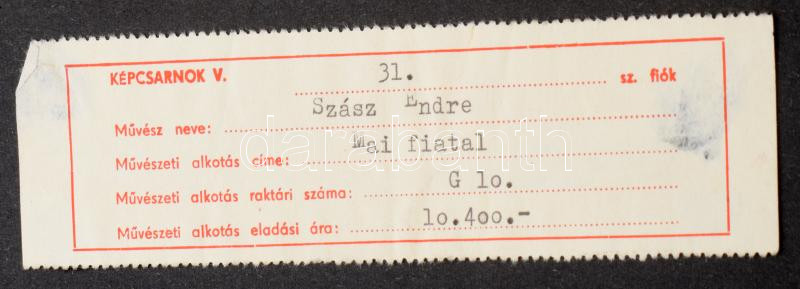 KÉPCSARNOK V. 31. sz. fiók
Művész neve: Szász Endre
Művészeti alkotás címe: Mai fiatal
Művészeti alkotás raktári száma: G lo.
Művészeti alkotás eladási ára: lo.4oo.-
darabanth